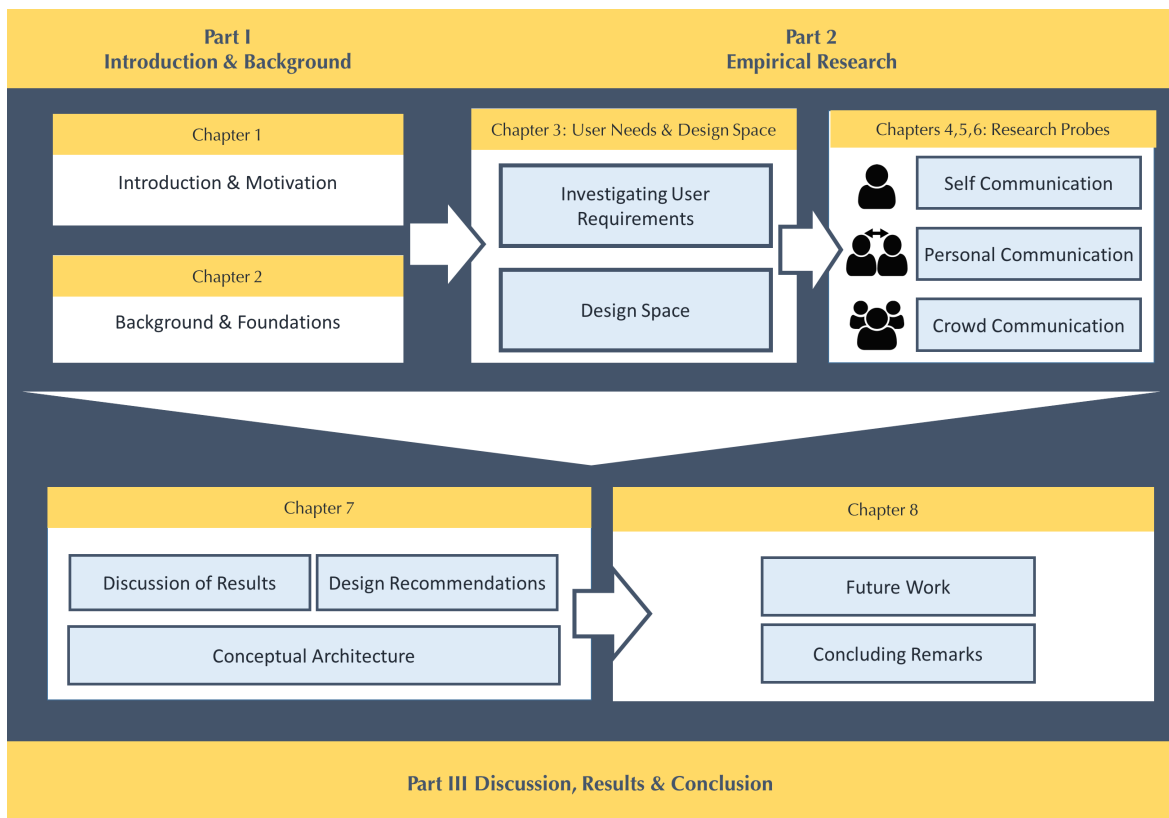 Part I
Introduction & Background
Part 2
Empirical Research
Chapter 1
Introduction & Motivation
Chapter 2
Background & Foundations
Chapter 3: User Needs & Design Space
Investigating User
Requirements
Design Space
Chapters 4,5,6: Research Probes
Self Communication
Personal Communication
Crowd Communication
Chapter 7
Discussion of Results
Design Recommendations
Conceptual Architecture
Chapter 8
Future Work
Concluding Remarks
Part III Discussion, Results & Conclusion